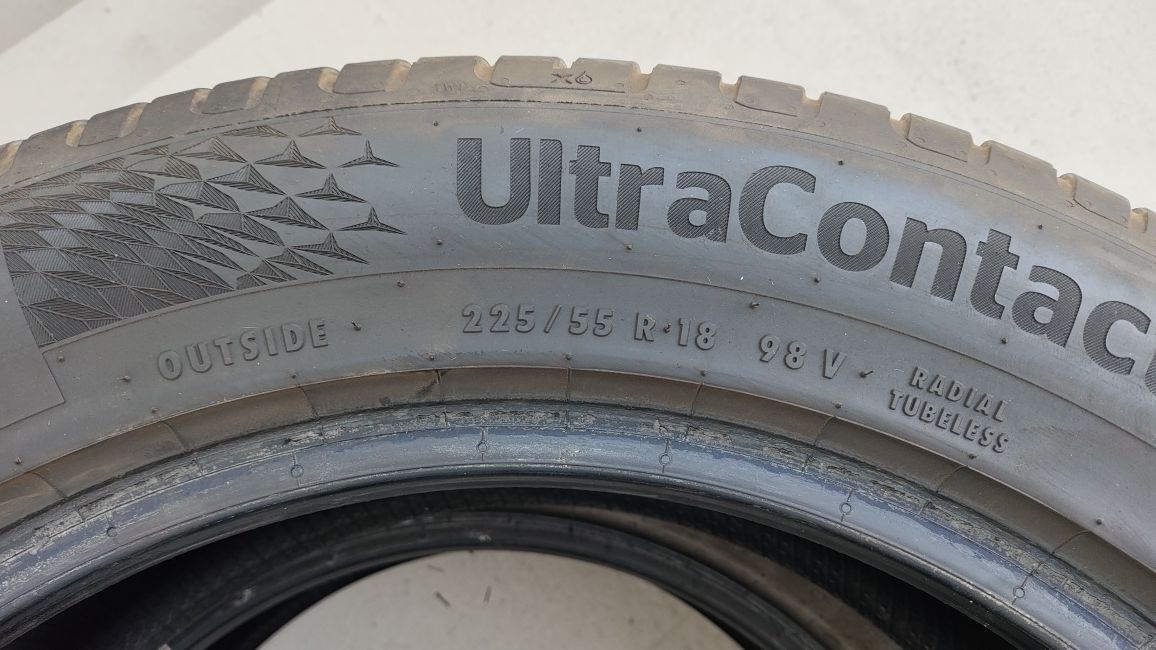 UltraContac
OUTSIDE 225/55 R 18 98 V RADIAL
TUBELESS